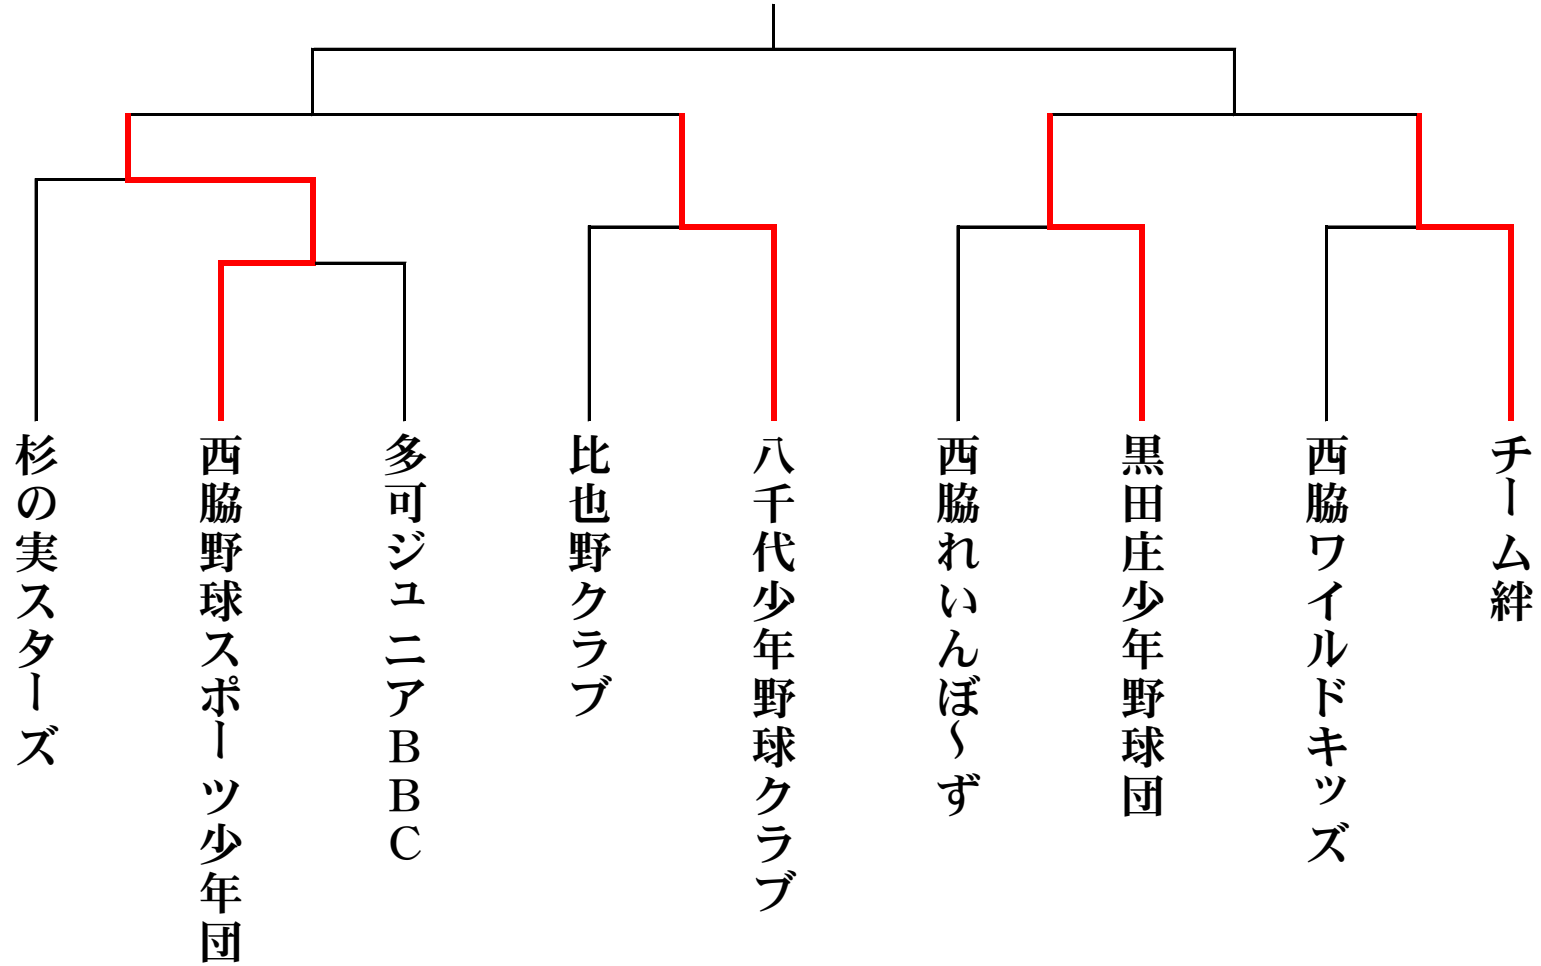 杉の実スターズ
西脇野球スポーツ少年団
多可ジュニアＢＢＣ
比也野クラブ
八千代少年野球クラブ
西脇れいんぼ～ず
黒田庄少年野球団
西脇ワイルドキッズ
チーム絆